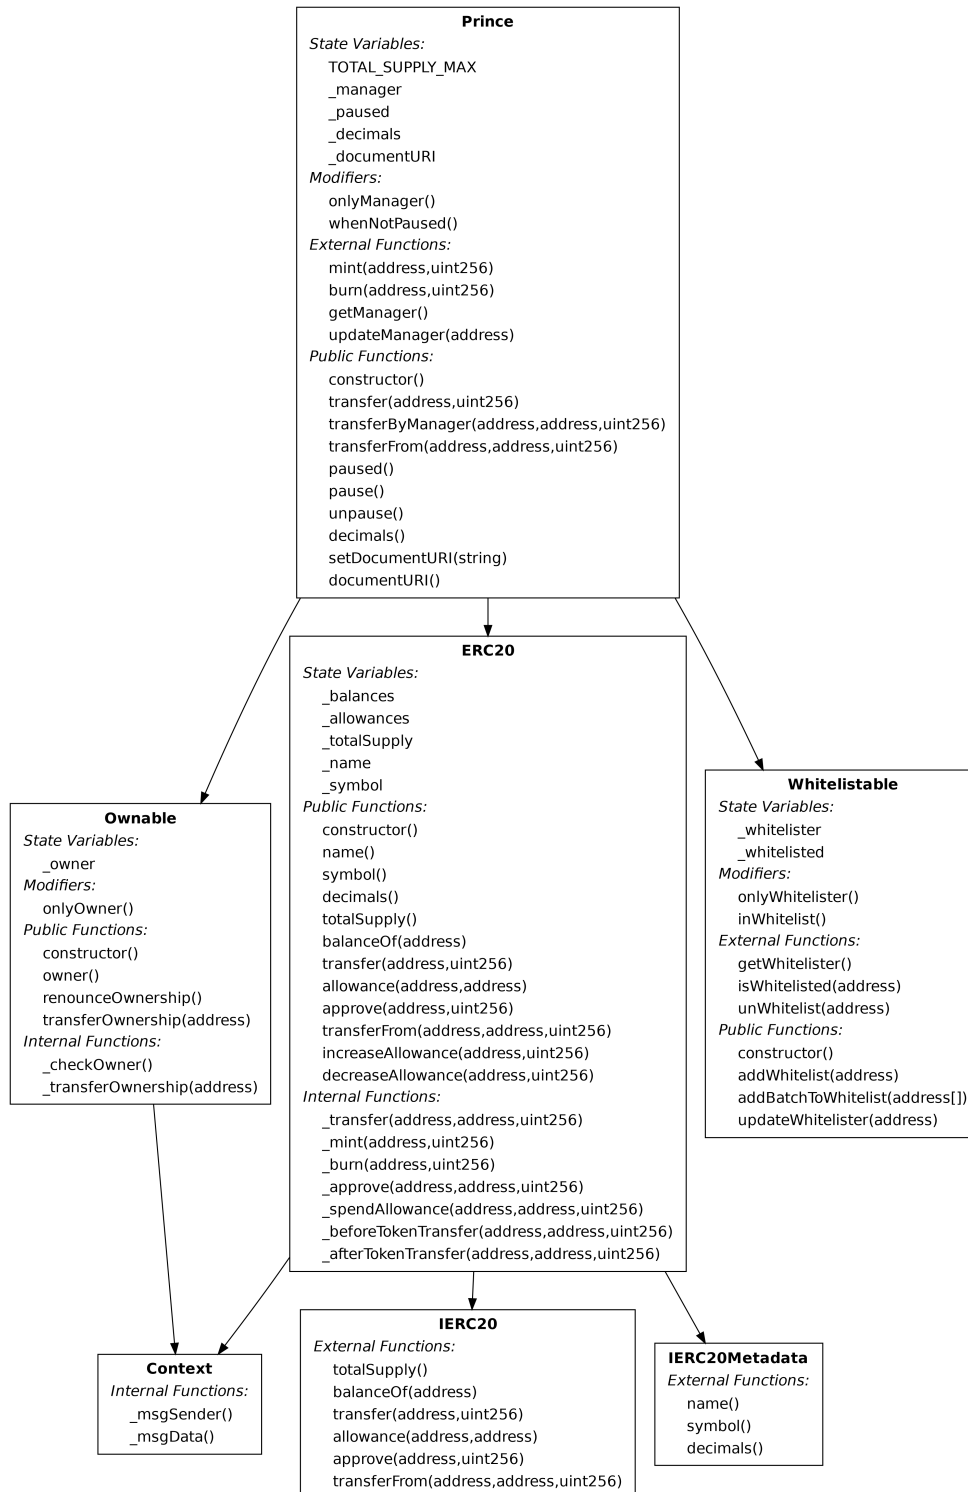 Prince
State Variables:
TOTAL_SUPPLY_MAX
_manager
_paused
_decimals
_documentURI
Modifiers:
onlyManager()
whenNotPaused()
External Functions:
mint(address,uint256)
burn(address,uint256)
getManager()
updateManager(address)
Public Functions:
constructor()
transfer(address,uint256)
transferByManager(address,address,uint256)
transferFrom(address,address,uint256)
paused()
pause()
unpause()
decimals()
setDocumentURI(string)
documentURI()
Ownable
State Variables:
_owner
Modifiers:
onlyOwner()
Public Functions:
constructor()
owner()
renounceOwnership()
transferOwnership(address)
Internal Functions:
_checkOwner()
_transferOwnership(address)
ERC20
State Variables:
_balances
_allowances
_totalSupply
_name
_symbol
Public Functions:
constructor()
name()
symbol()
decimals()
totalSupply()
balanceOf(address)
transfer(address,uint256)
allowance(address,address)
approve(address,uint256)
transferFrom(address,address,uint256)
increaseAllowance(address,uint256)
decreaseAllowance(address,uint256)
Internal Functions:
_transfer(address,address,uint256)
_mint(address,uint256)
_burn(address,uint256)
_approve(address,address,uint256)
_spendAllowance(address,address,uint256)
_beforeTokenTransfer(address,address,uint256)
_afterTokenTransfer(address,address,uint256)
Whitelistable
State Variables:
_whitelister
_whitelisted
Modifiers:
onlyWhitelister()
inWhitelist()
External Functions:
getWhitelister()
isWhitelisted(address)
unWhitelist(address)
Public Functions:
constructor()
addWhitelist(address)
addBatchToWhitelist(address[])
updateWhitelister(address)
Context
Internal Functions:
_msgSender()
_msgData()
IERC20
External Functions:
totalSupply()
balanceOf(address)
transfer(address,uint256)
allowance(address,address)
approve(address,uint256)
transferFrom(address,address,uint256)
IERC20Metadata
External Functions:
name()
symbol()
decimals()